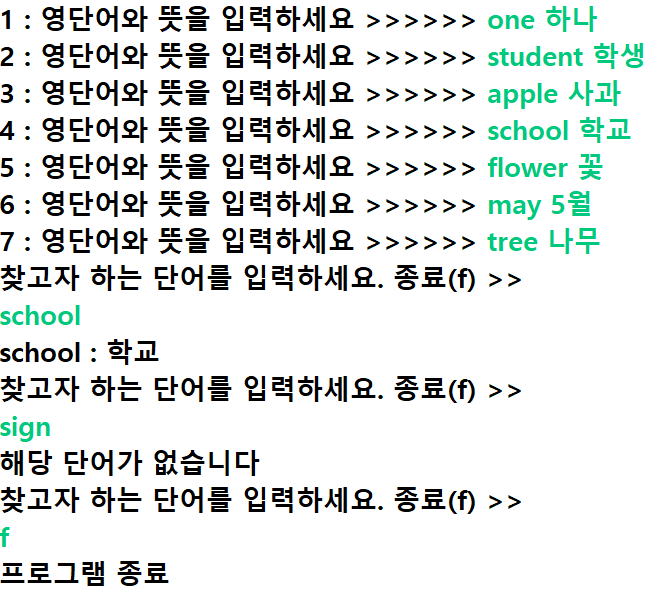 1 : 영단어와 뜻을 입력하세요 >>>>>> one 하나
2 : 영단어와 뜻을 입력하세요 >>>>>> student 학생
3 : 영단어와 뜻을 입력하세요 >>>>>> apple 사과
4 : 영단어와 뜻을 입력하세요 >>>>>> school 학교
5 : 영단어와 뜻을 입력하세요 >>>>>> flower 꽃
6 : 영단어와 뜻을 입력하세요 >>>>>> may 5월
7 : 영단어와 뜻을 입력하세요 >>>>>> tree 나무
찾고자 하는 단어를 입력하세요. 종료(f) >>
school
school : 학교
찾고자 하는 단어를 입력하세요. 종료(f) >>
sign
해당 단어가 없습니다
찾고자 하는 단어를 입력하세요. 종료(f) >>
f
프로그램 종료